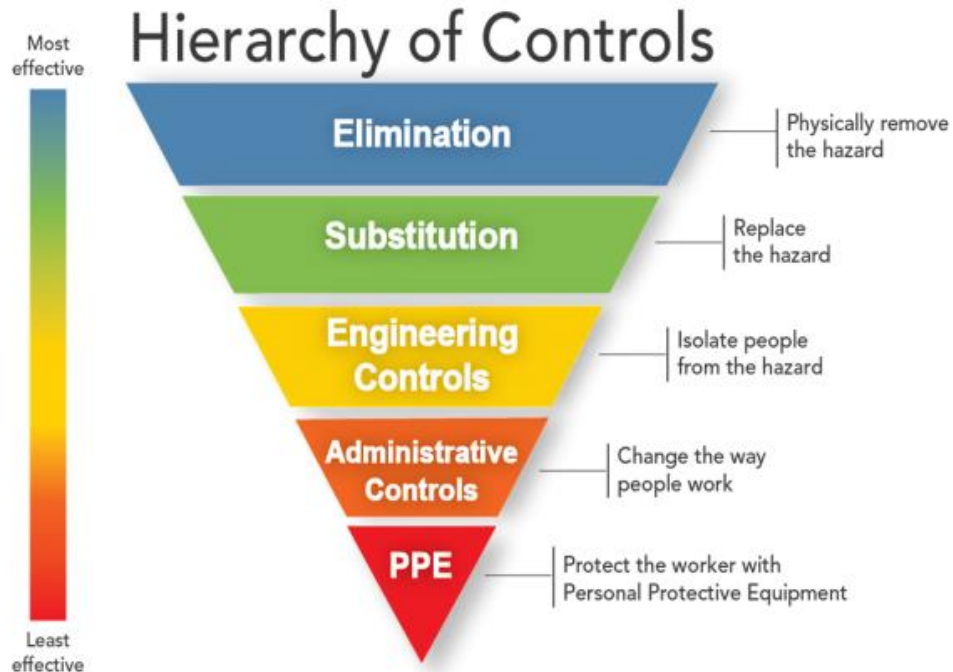 Hierarchy of Controls
Most
effective
Elimination
Physically remove
the hazard
Substitution
Replace
the hazard
Engineering
Controls
Isolate people
from the hazard
Administrative
Controls
Change the way
people work
PPE
Protect the worker with
Personal Protective Equipment
Least
effective